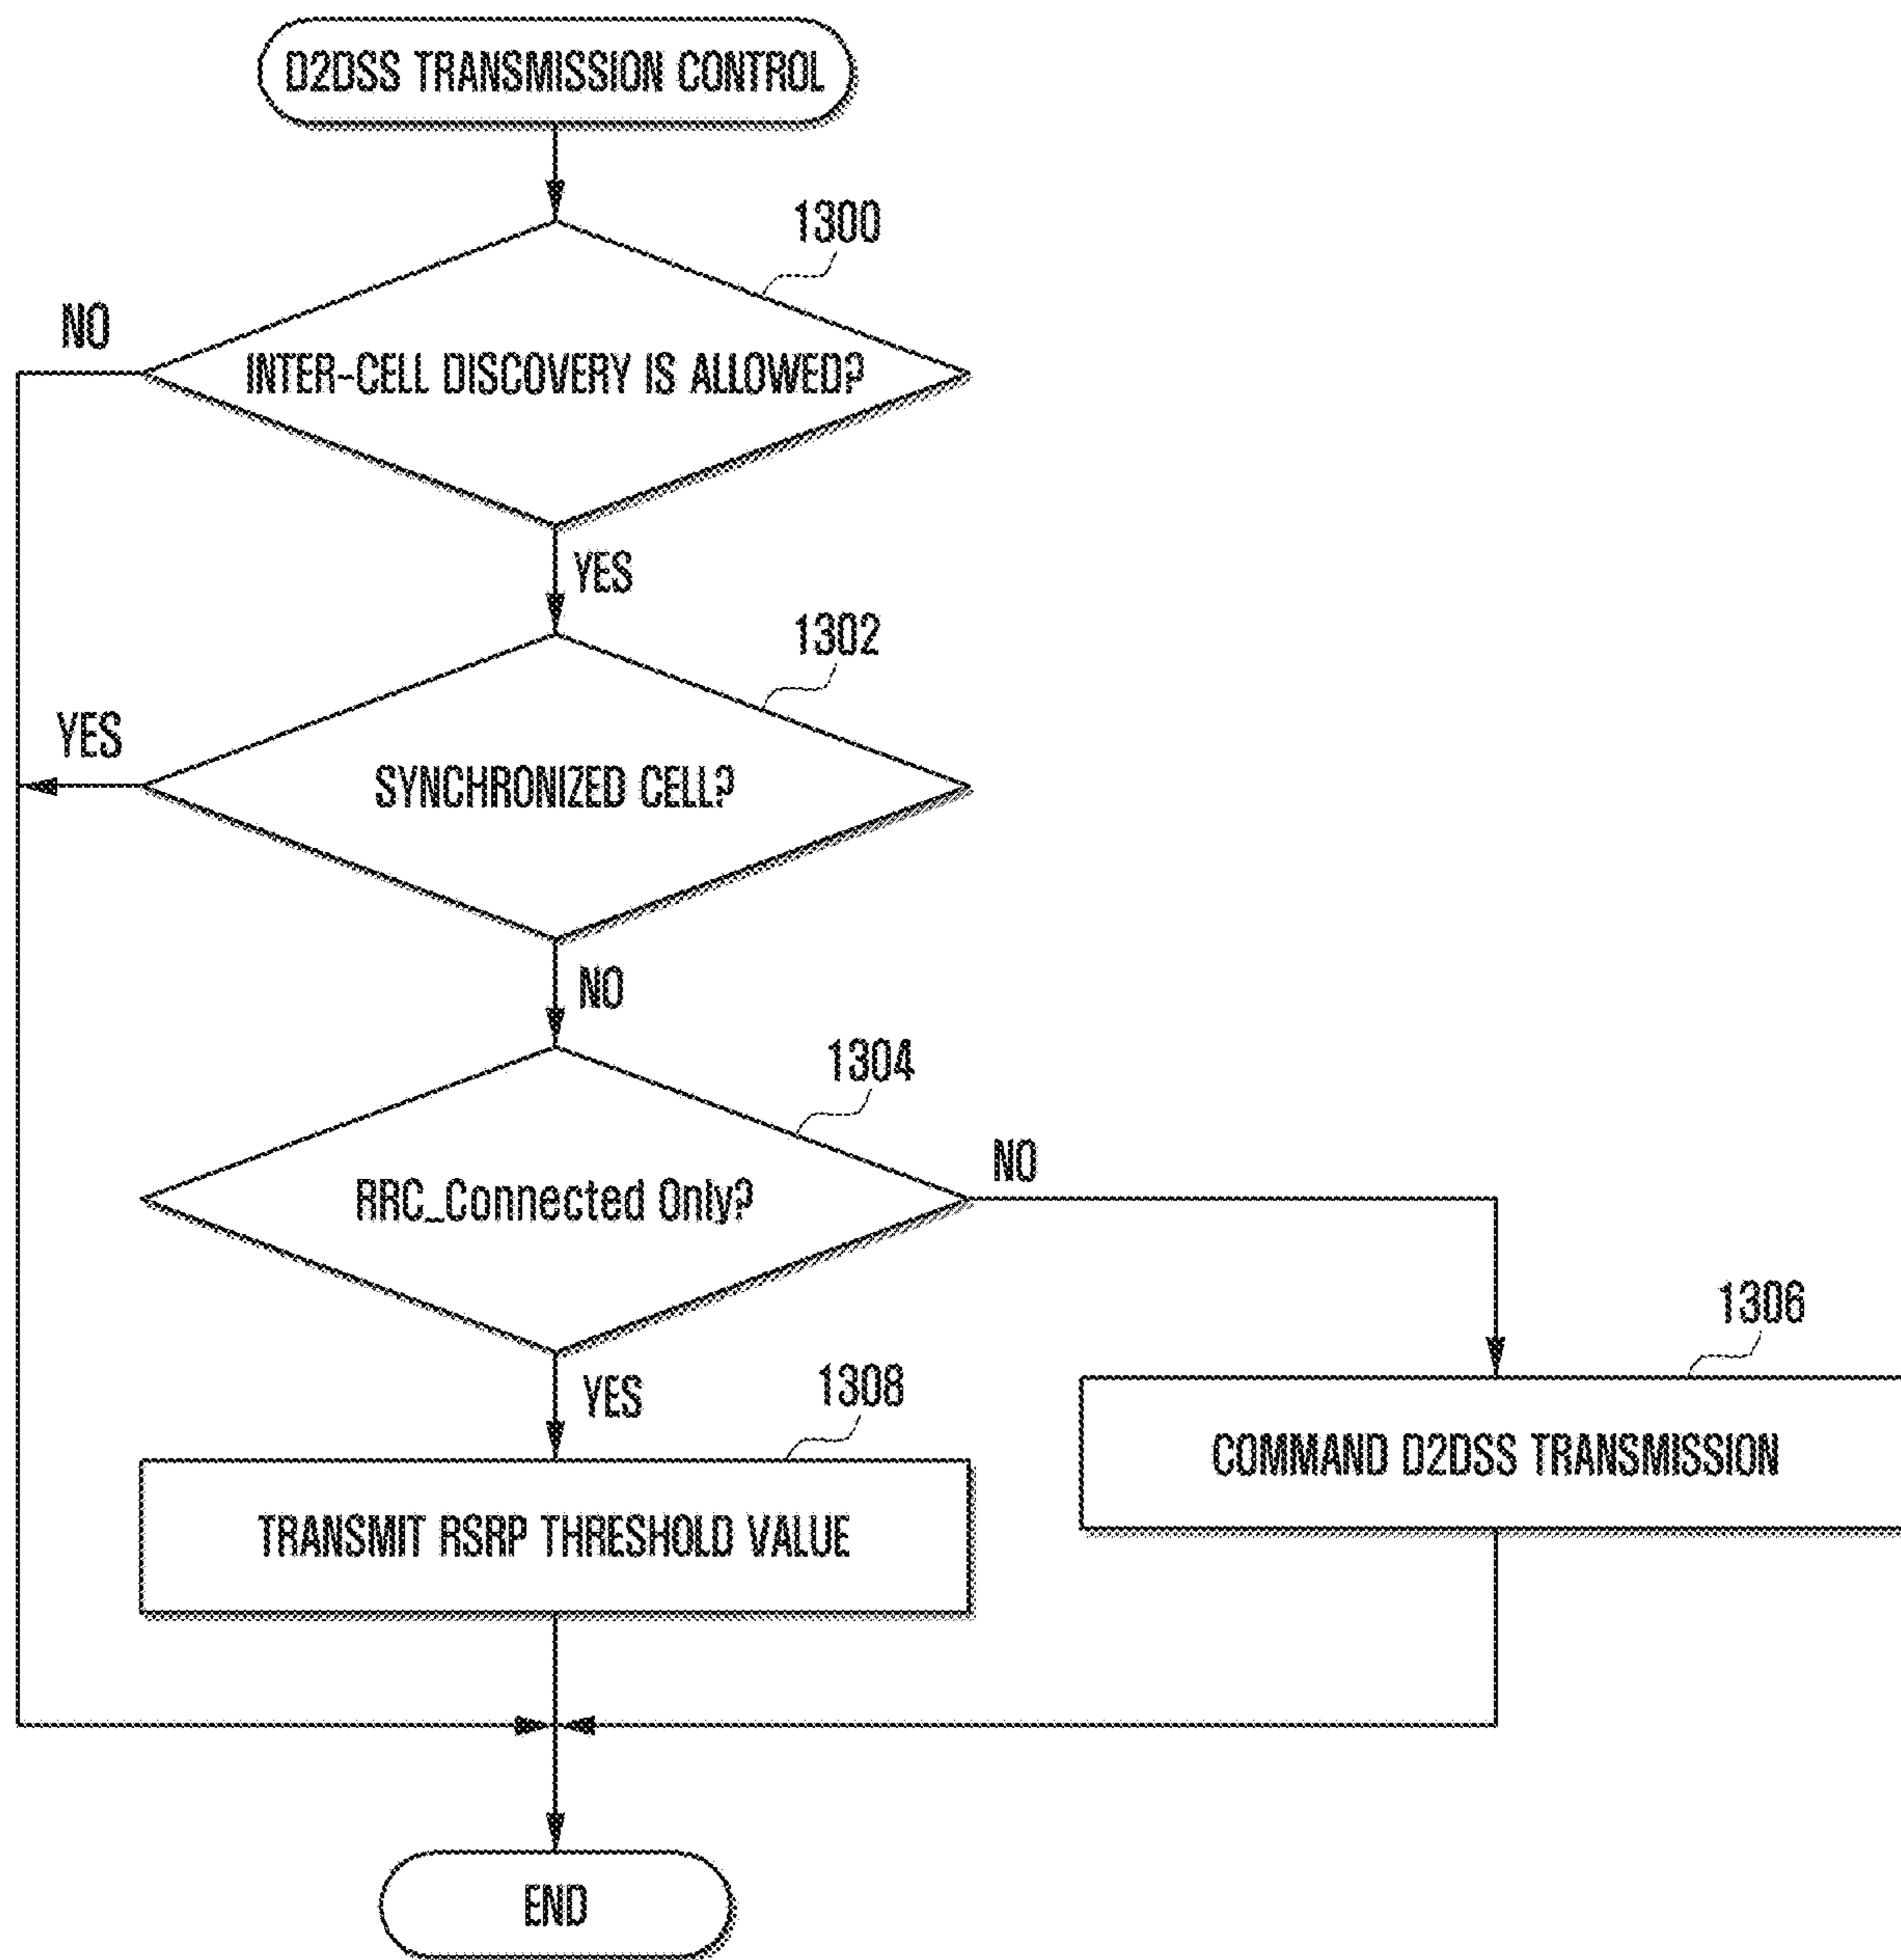 D2DSS TRANSMISSION CONTROL
1300
NO
INTER-CELL DISCOVERY IS ALLOWED?
YES
1302
YES
SYNCHRONIZED CELL?
NO
1304
NO
RRC_Connected Only?
1306
YES
1308
COMMAND D2DSS TRANSMISSION
TRANSMIT RSRP THRESHOLD VALUE
END